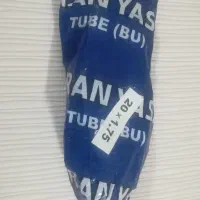 RAN YAS
TUBE (BU)
RAN YAS
20 x 1.75
TUBE (BU)
RAN YAS